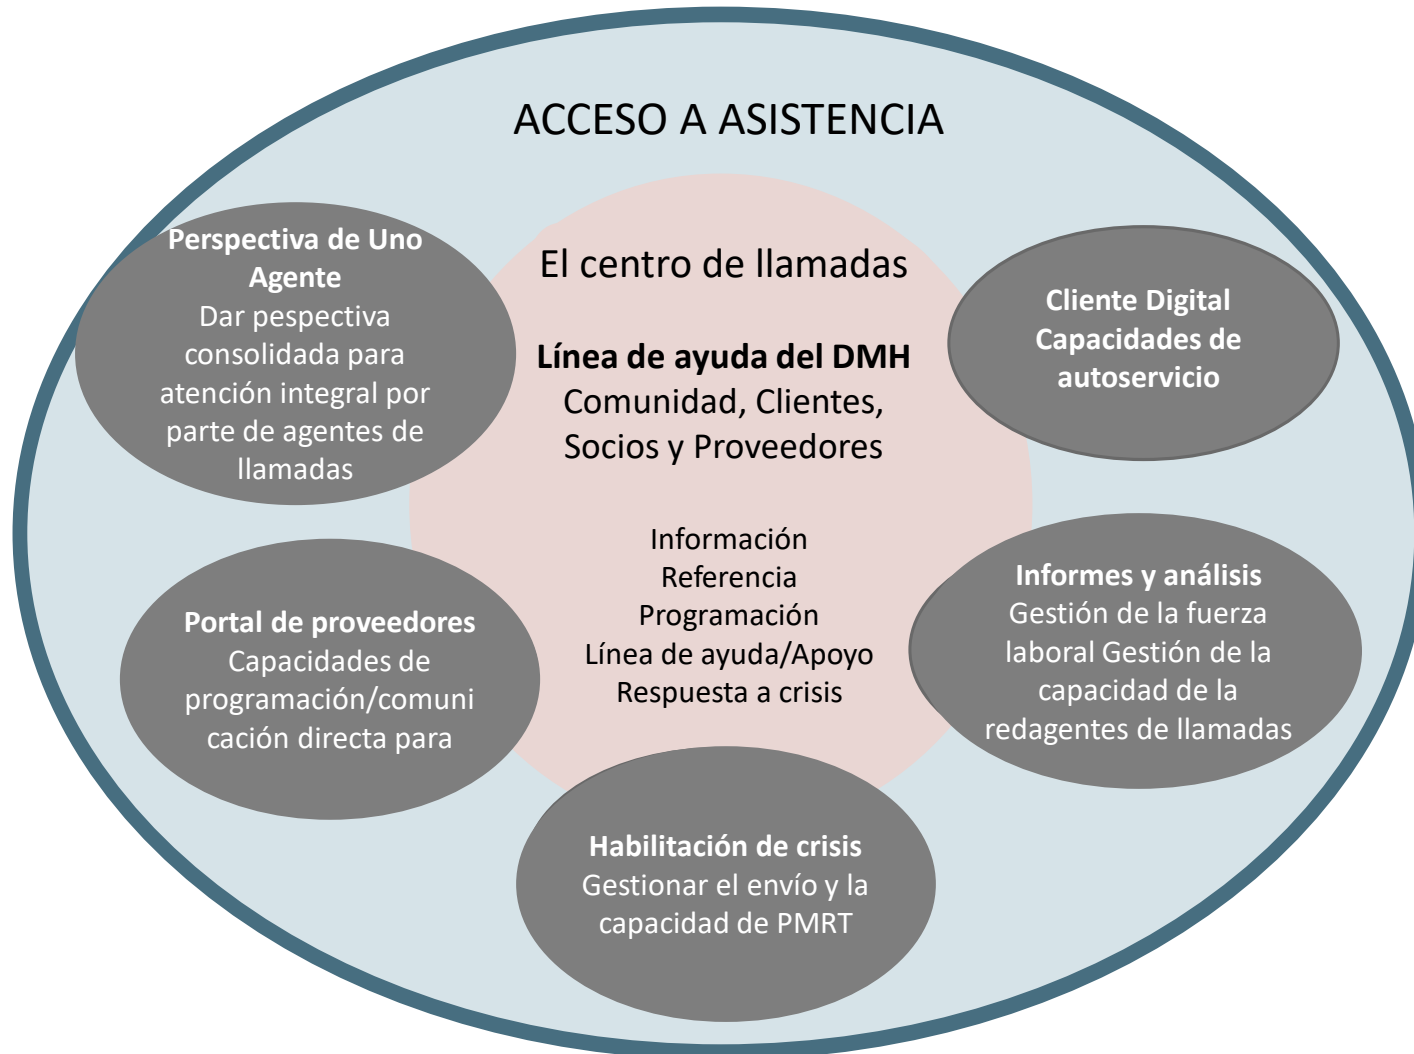 ACCESO A ASISTENCIA
Perspectiva de Uno
Agente
Dar pespectiva
consolidada para
atención integral por
parte de agentes de
llamadas
El centro de llamadas
Línea de ayuda del DMH
Comunidad, Clientes,
Socios y Proveedores
Información
Referencia
Programación
Línea de ayuda/Apoyo
Respuesta a crisis
Cliente Digital
Capacidades de
autoservicio
Portal de proveedores
Capacidades de
programación/comuni
cación directa para
Informes y análisis
Gestión de la fuerza
laboral Gestión de la
capacidad de la
redagentes de llamadas
Habilitación de crisis
Gestionar el envío y la
capacidad de PMRT